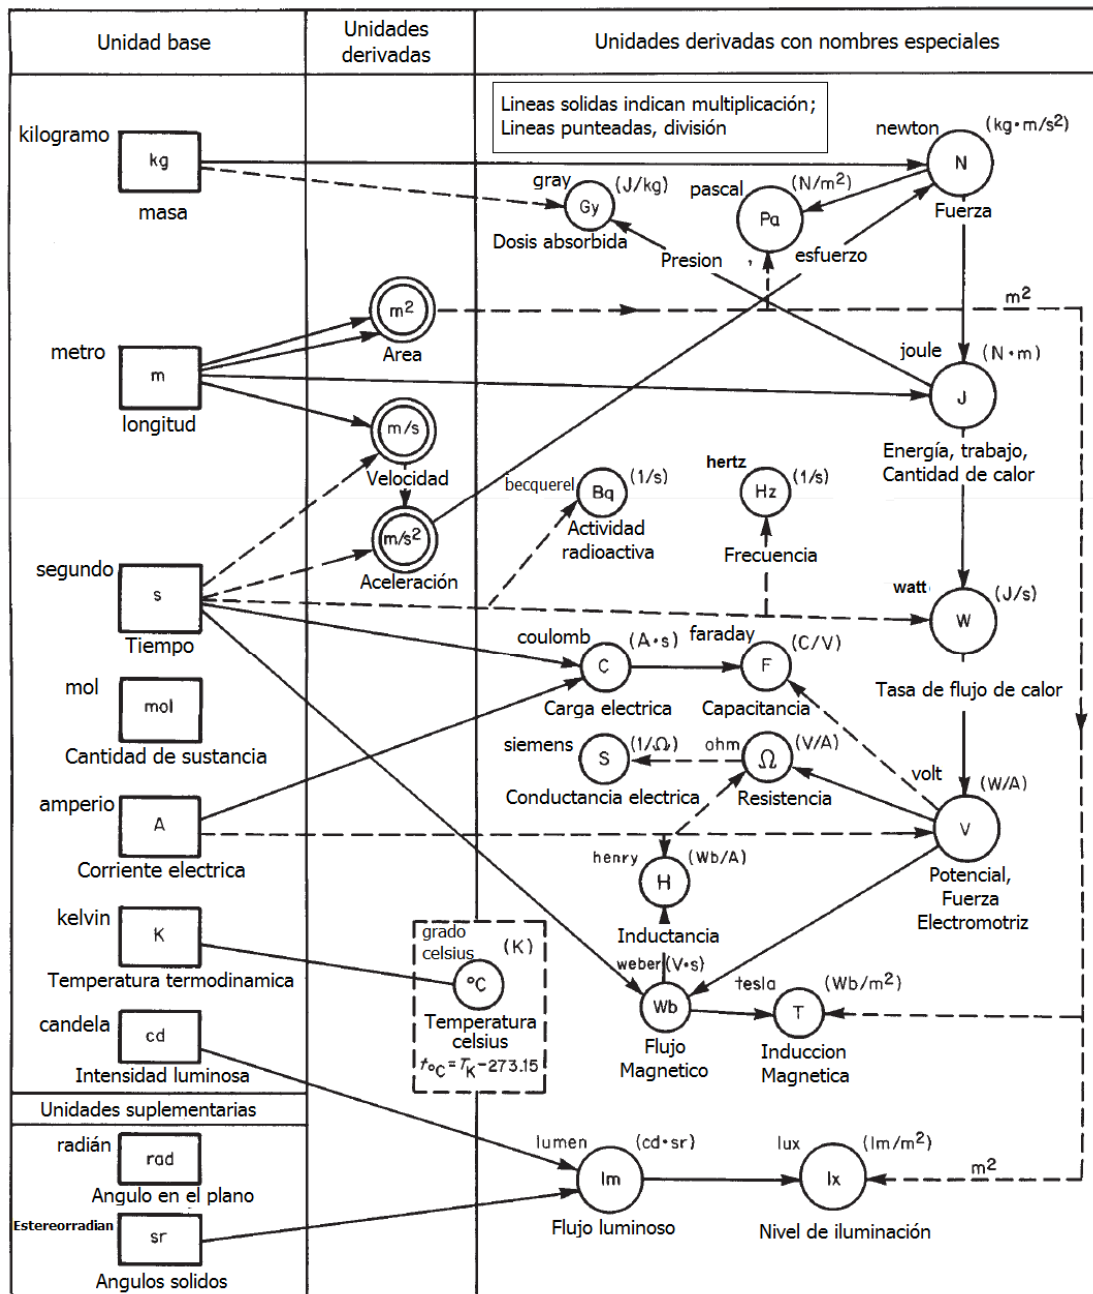 Unidad base
Unidades
derivadas
Unidades derivadas con nombres especiales
Lineas solidas indican multiplicación;
Lineas punteadas, división
kilogramo
kg
masa
newton
(kg·m/s²)
N
Fuerza
gray
(J/kg)
Gy
Dosis absorbida
pascal
(N/m²)
Pa
Presion
,
esfuerzo
m²
Area
m²
metro
m
longitud
joule
(N·m)
J
Energía, trabajo,
Cantidad de calor
m/s
Velocidad
becquerel
(1/s)
Bq
Actividad
radioactiva
hertz
(1/s)
Hz
Frecuencia
m/s²
Aceleración
segundo
s
Tiempo
watt
(J/s)
W
Tasa de flujo de calor
coulomb
(A·s)
C
Carga electrica
faraday
(C/V)
F
Capacitancia
mol
mol
Cantidad de sustancia
siemens
(1/Ω)
S
Conductancia electrica
ohm
(V/A)
Ω
Resistencia
volt
(W/A)
V
Potencial,
Fuerza
Electromotriz
amperio
A
Corriente electrica
henry
(Wb/A)
H
Inductancia
kelvin
K
Temperatura termodinamica
grado
celsius
(K)
°C
Temperatura
celsius
t°C = TK − 273.15
weber
(V·s)
Wb
Flujo
Magnetico
tesla
(Wb/m²)
T
Induccion
Magnetica
candela
cd
Intensidad luminosa
Unidades suplementarias
radián
rad
Angulo en el plano
lumen
(cd·sr)
lm
Flujo luminoso
lux
(lm/m²)
lx
Nivel de iluminación
m²
Estereorradian
sr
Angulos solidos